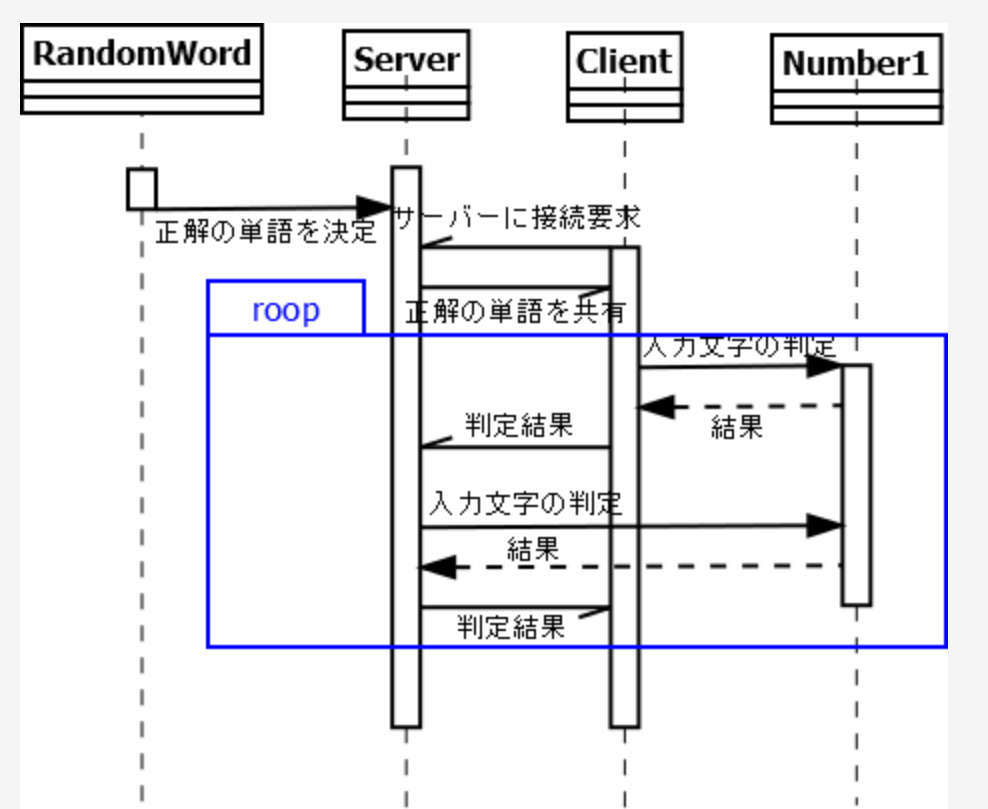 RandomWord
Server
Client
Number1
正解の単語を決定
サーバーに接続要求
正解の単語を共有
roop
入力文字の判定
結果
判定結果
入力文字の判定
結果
判定結果